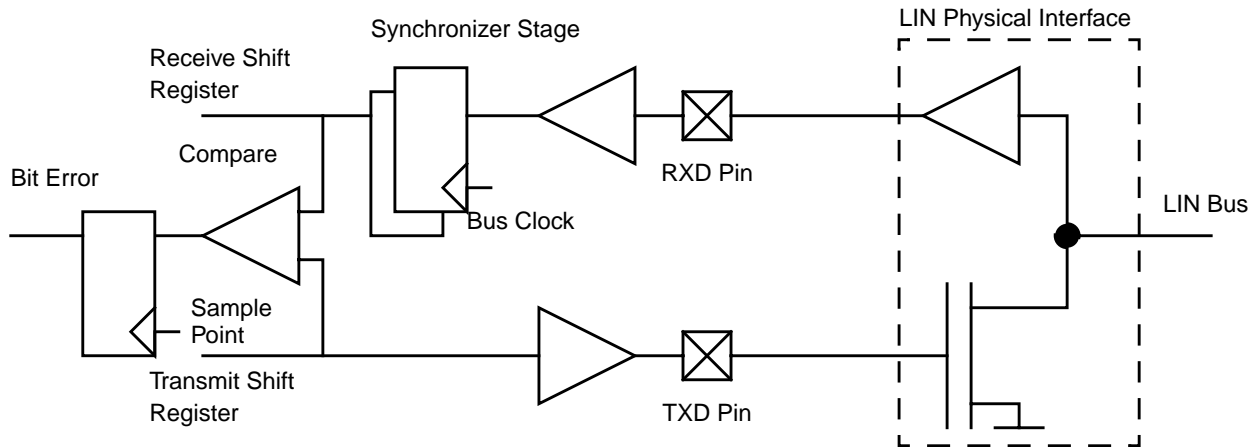 LIN Physical Interface
Synchronizer Stage
Receive Shift
Register
Compare
RXD Pin
Bit Error
Bus Clock
LIN Bus
Sample
Point
Transmit Shift
Register
TXD Pin